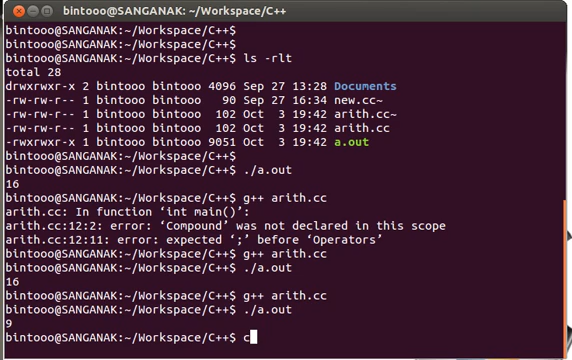 bintooo@SANGANAK: ~/Workspace/C++
bintooo@SANGANAK:~/Workspace/C++$
bintooo@SANGANAK:~/Workspace/C++$
bintooo@SANGANAK:~/Workspace/C++$ ls -rlt
total 28
drwxrwxr-x 2 bintooo bintooo 4096 Sep 27 13:28 Documents
-rw-rw-r-- 1 bintooo bintooo   90 Sep 27 16:34 new.cc~
-rw-rw-r-- 1 bintooo bintooo  102 Oct  3 19:42 arith.cc~
-rw-rw-r-- 1 bintooo bintooo  102 Oct  3 19:42 arith.cc
-rwxrwxr-x 1 bintooo bintooo 9051 Oct  3 19:42 a.out
bintooo@SANGANAK:~/Workspace/C++$
bintooo@SANGANAK:~/Workspace/C++$ ./a.out
16
bintooo@SANGANAK:~/Workspace/C++$ g++ arith.cc
arith.cc: In function ‘int main()’:
arith.cc:12:2: error: ‘Compound’ was not declared in this scope
arith.cc:12:11: error: expected ‘;’ before ‘Operators’
bintooo@SANGANAK:~/Workspace/C++$ g++ arith.cc
bintooo@SANGANAK:~/Workspace/C++$ ./a.out
16
bintooo@SANGANAK:~/Workspace/C++$ g++ arith.cc
bintooo@SANGANAK:~/Workspace/C++$ ./a.out
9
bintooo@SANGANAK:~/Workspace/C++$ c